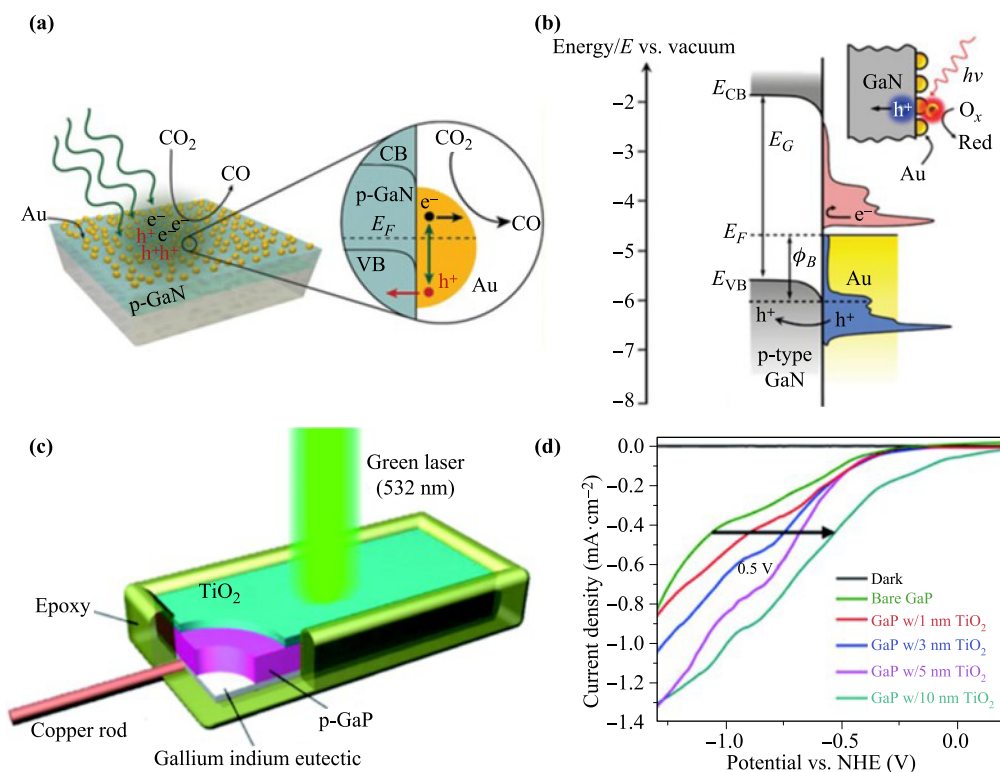 (a)
CO2
CO
Au
e−
e−
e−
h+
h+h+
p-GaN
CB
p-GaN
EF
VB
e−
h+
CO2
CO
Au
(b)
Energy/E vs. vacuum
−2
−3
−4
−5
−6
−7
−8
ECB
EG
EF
ϕB
EVB
h+
h+
e−
Au
p-type
GaN
GaN
hv
h+
e
Ox
Red
Au
(c)
Green laser
(532 nm)
TiO2
Epoxy
p-GaP
Copper rod
Gallium indium eutectic
(d)
Current density (mA·cm−2)
0.0
−0.2
−0.4
−0.6
−0.8
−1.0
−1.2
−1.4
0.5 V
Dark
Bare GaP
GaP w/1 nm TiO2
GaP w/3 nm TiO2
GaP w/5 nm TiO2
GaP w/10 nm TiO2
−1.0
−0.5
0.0
Potential vs. NHE (V)